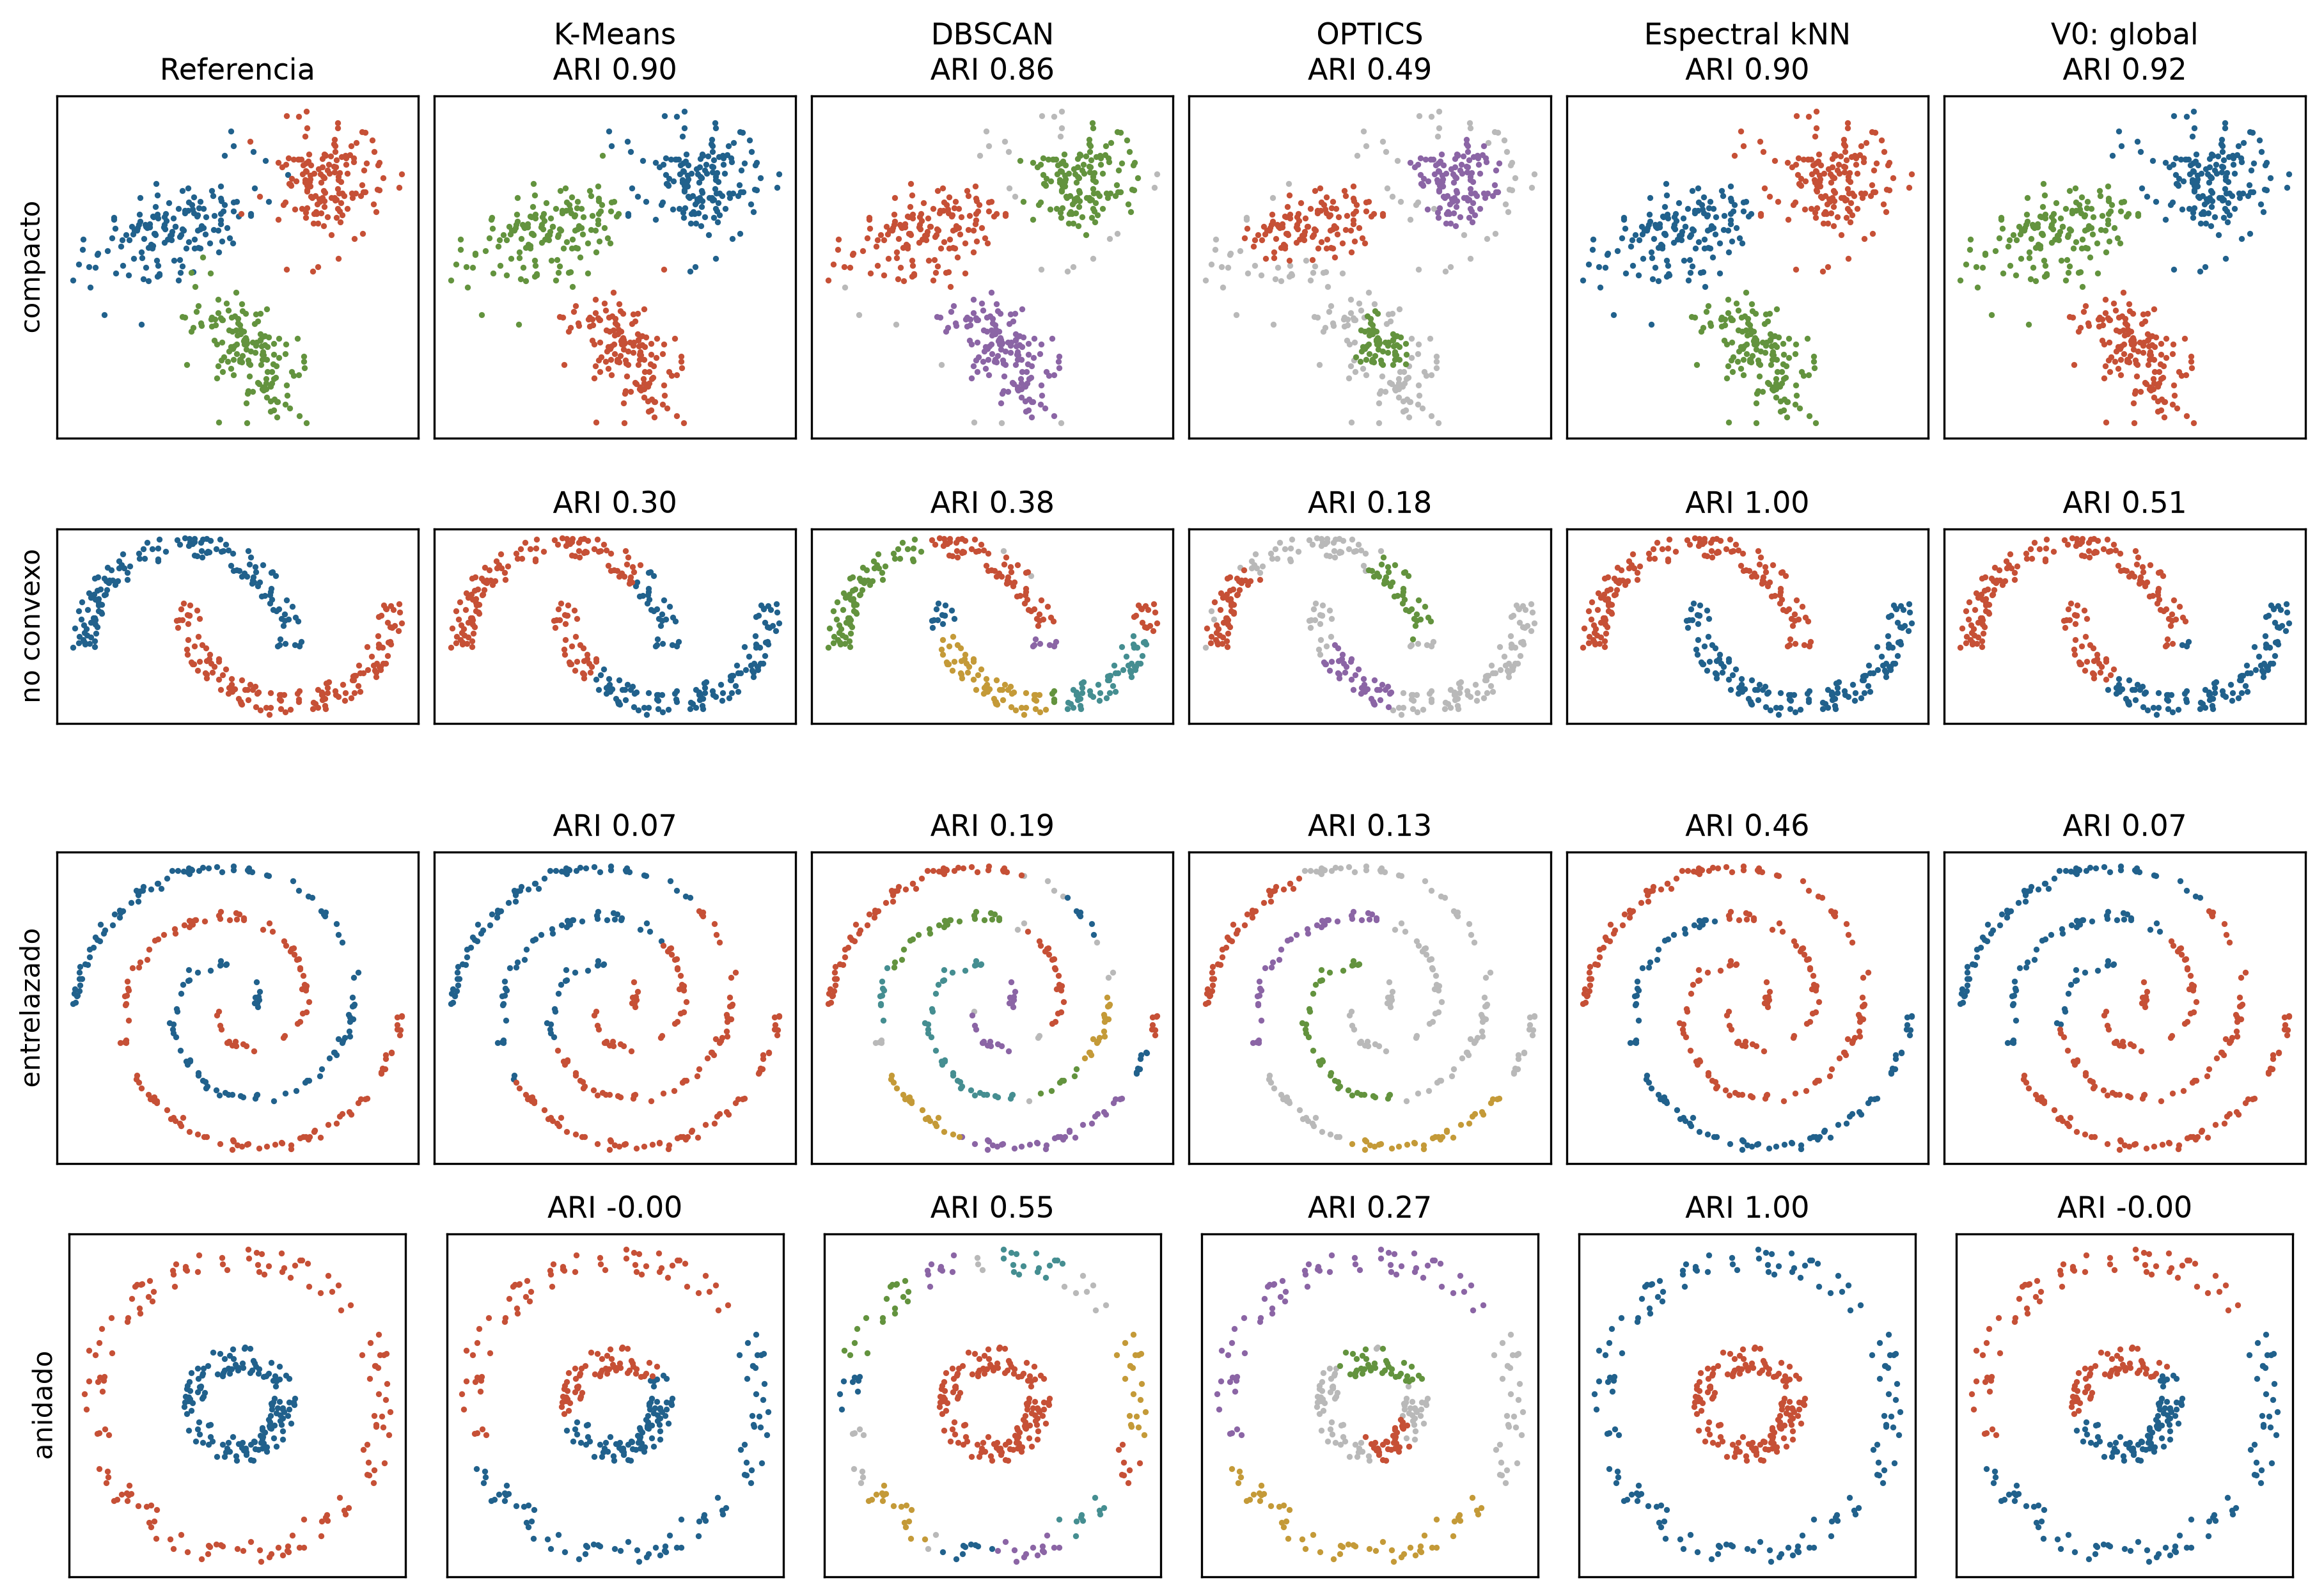 Referencia
K-Means
ARI 0.90
DBSCAN
ARI 0.86
OPTICS
ARI 0.49
Espectral kNN
ARI 0.90
V0: global
ARI 0.92
compacto
ARI 0.30
ARI 0.38
ARI 0.18
ARI 1.00
ARI 0.51
no convexo
ARI 0.07
ARI 0.19
ARI 0.13
ARI 0.46
ARI 0.07
entrelazado
ARI -0.00
ARI 0.55
ARI 0.27
ARI 1.00
ARI -0.00
anidado